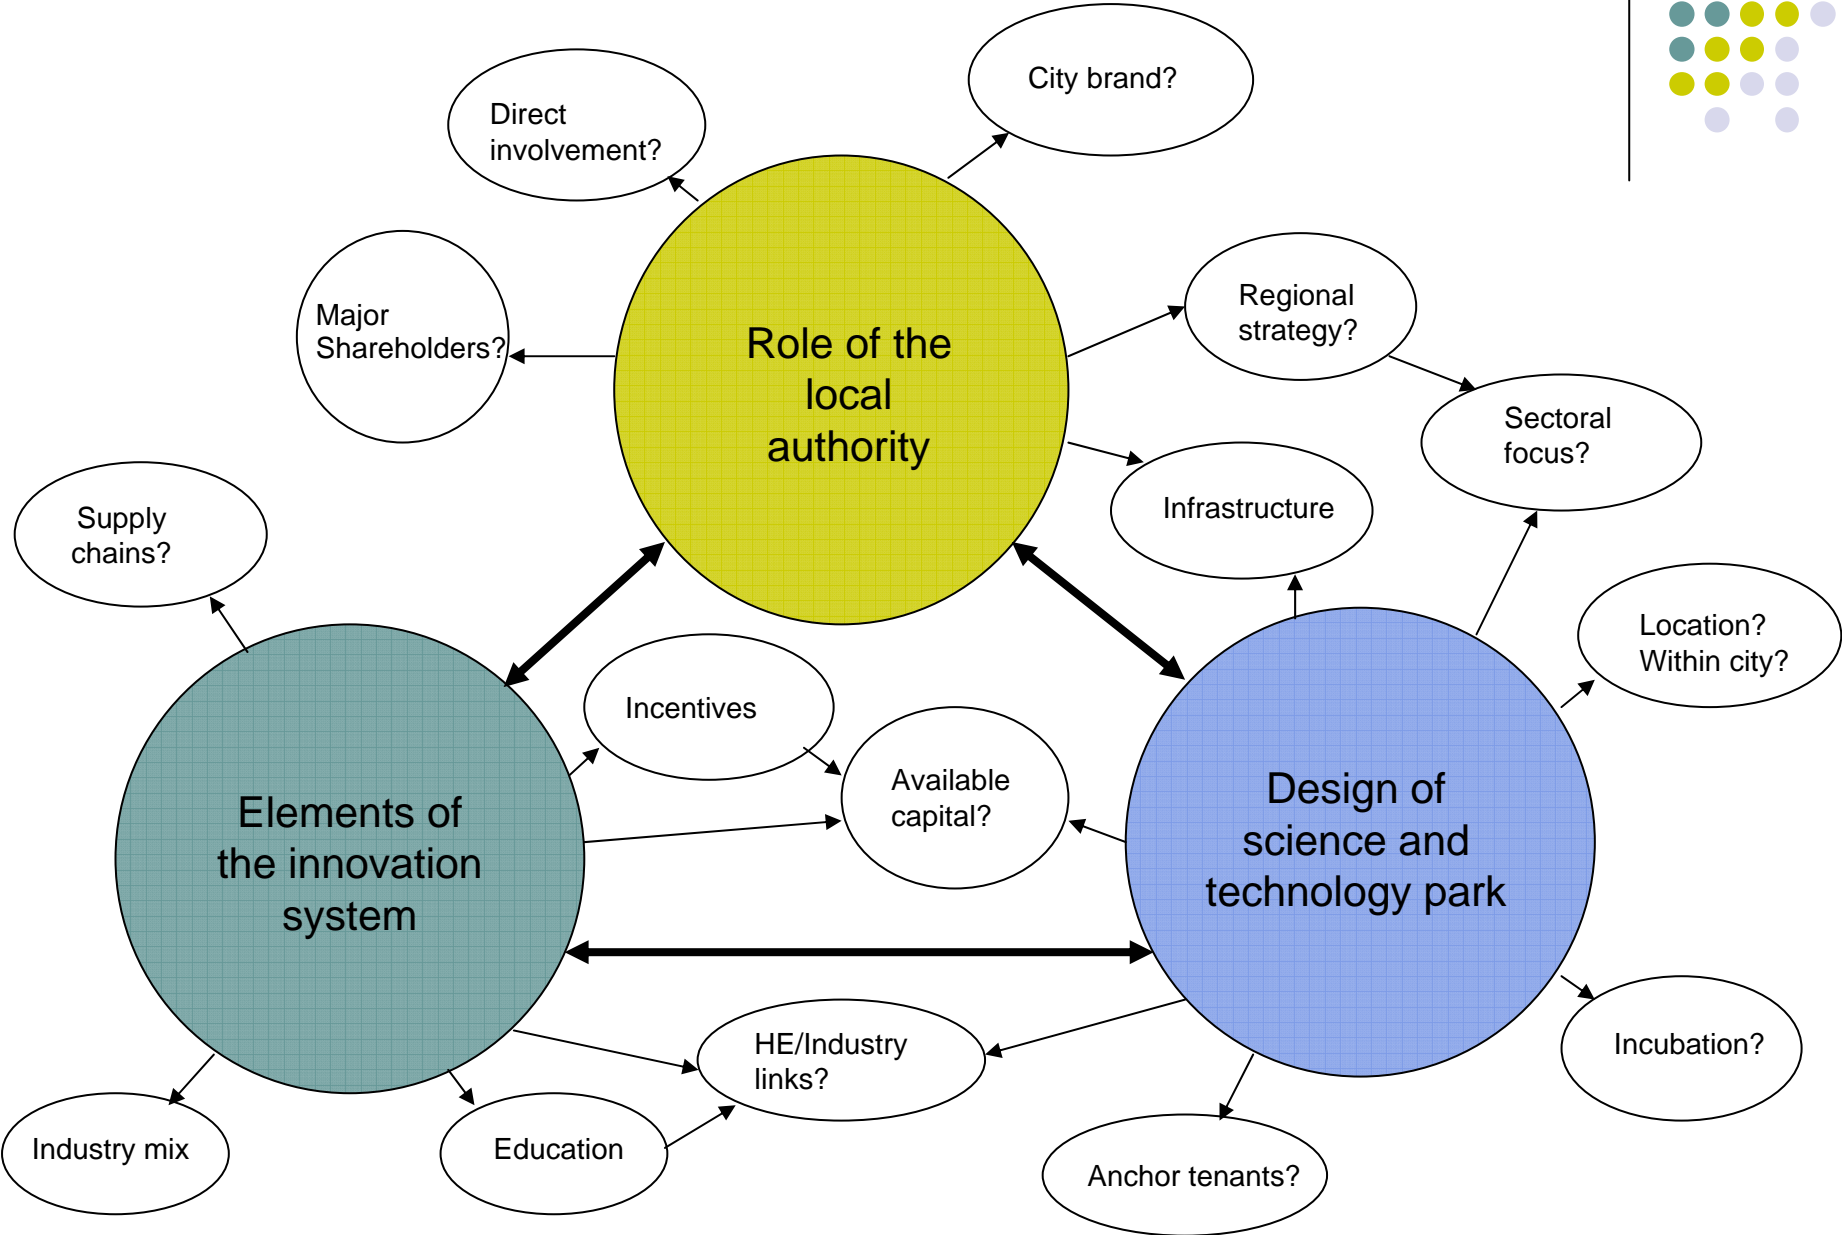 City brand?
Direct
involvement?
Major
Shareholders?
Role of the
local
authority
Regional
strategy?
Sectoral
focus?
Infrastructure
Supply
chains?
Location?
Within city?
Incentives
Available
capital?
Elements of
the innovation
system
Design of
science and
technology park
HE/Industry
links?
Incubation?
Industry mix
Education
Anchor tenants?